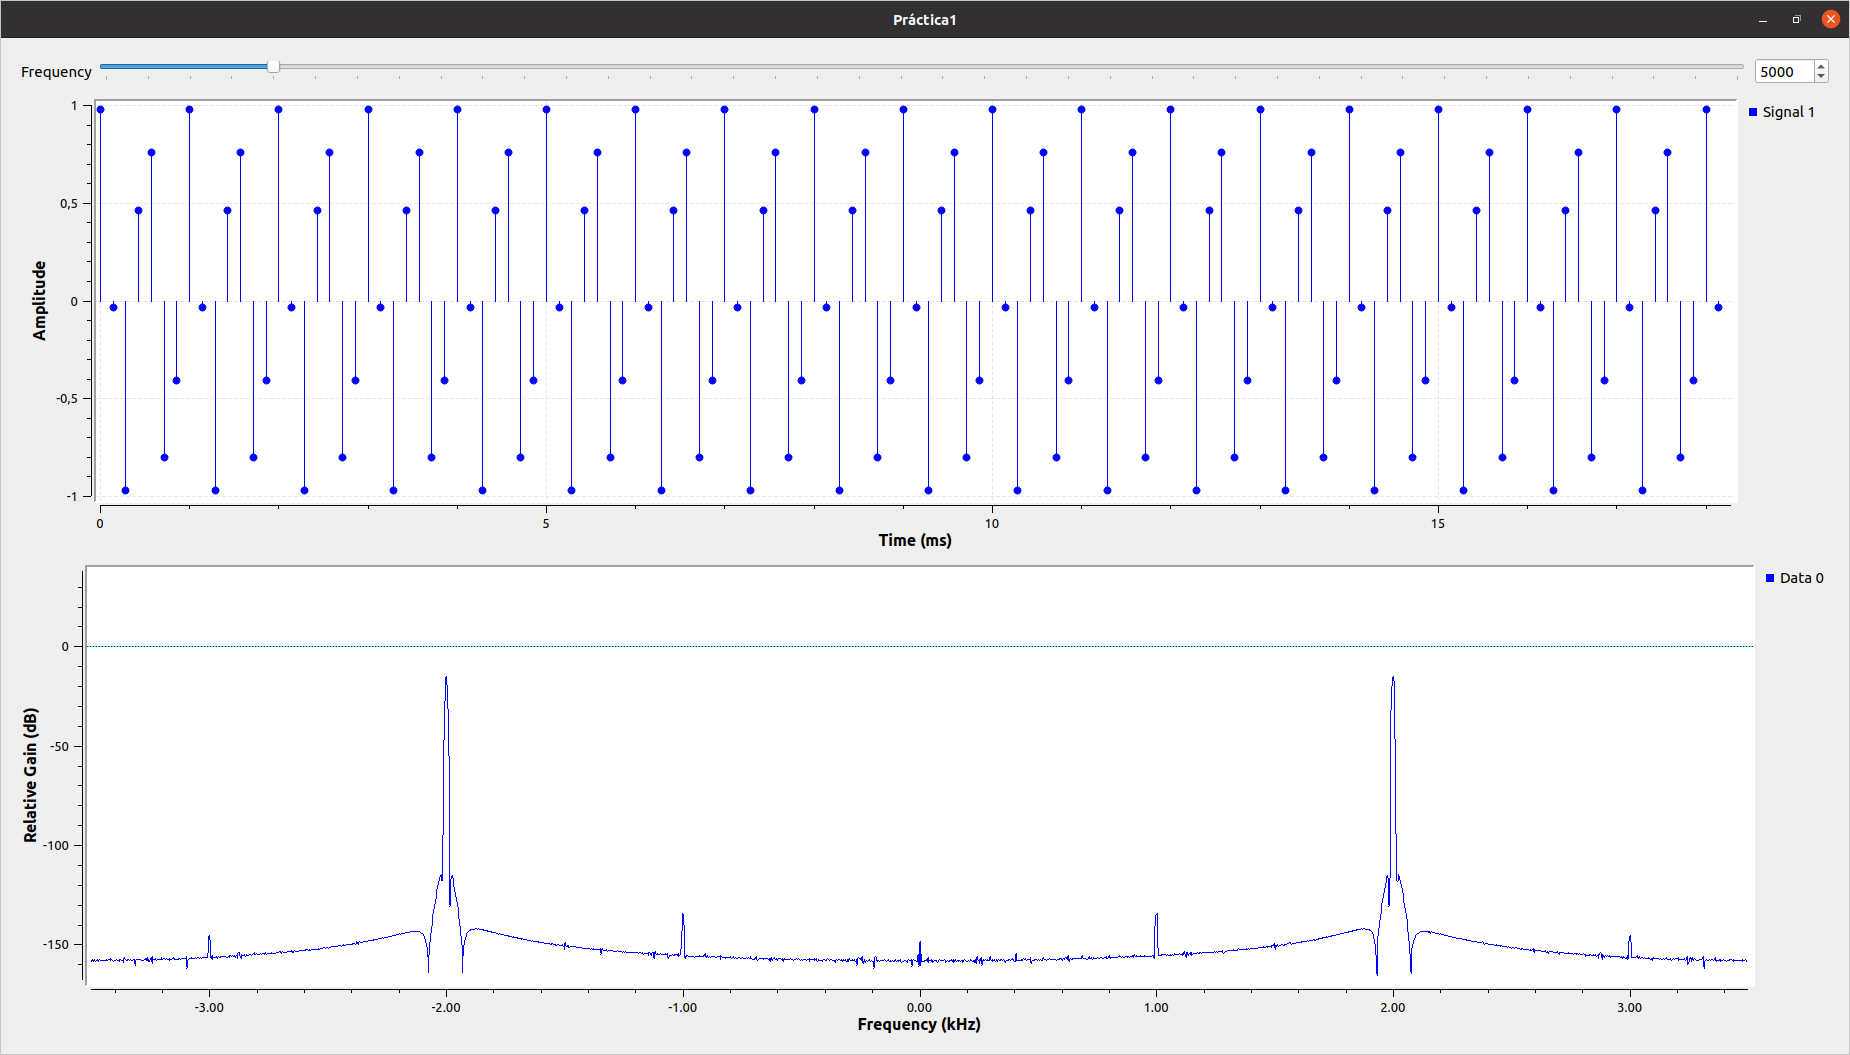 Práctica1
Frequency
5000
Signal 1
Amplitude
1
0,5
0
-0,5
-1
0 5 10 15
Time (ms)
Data 0
Relative Gain (dB)
0
-50
-100
-150
-3.00 -2.00 -1.00 0.00 1.00 2.00 3.00
Frequency (kHz)